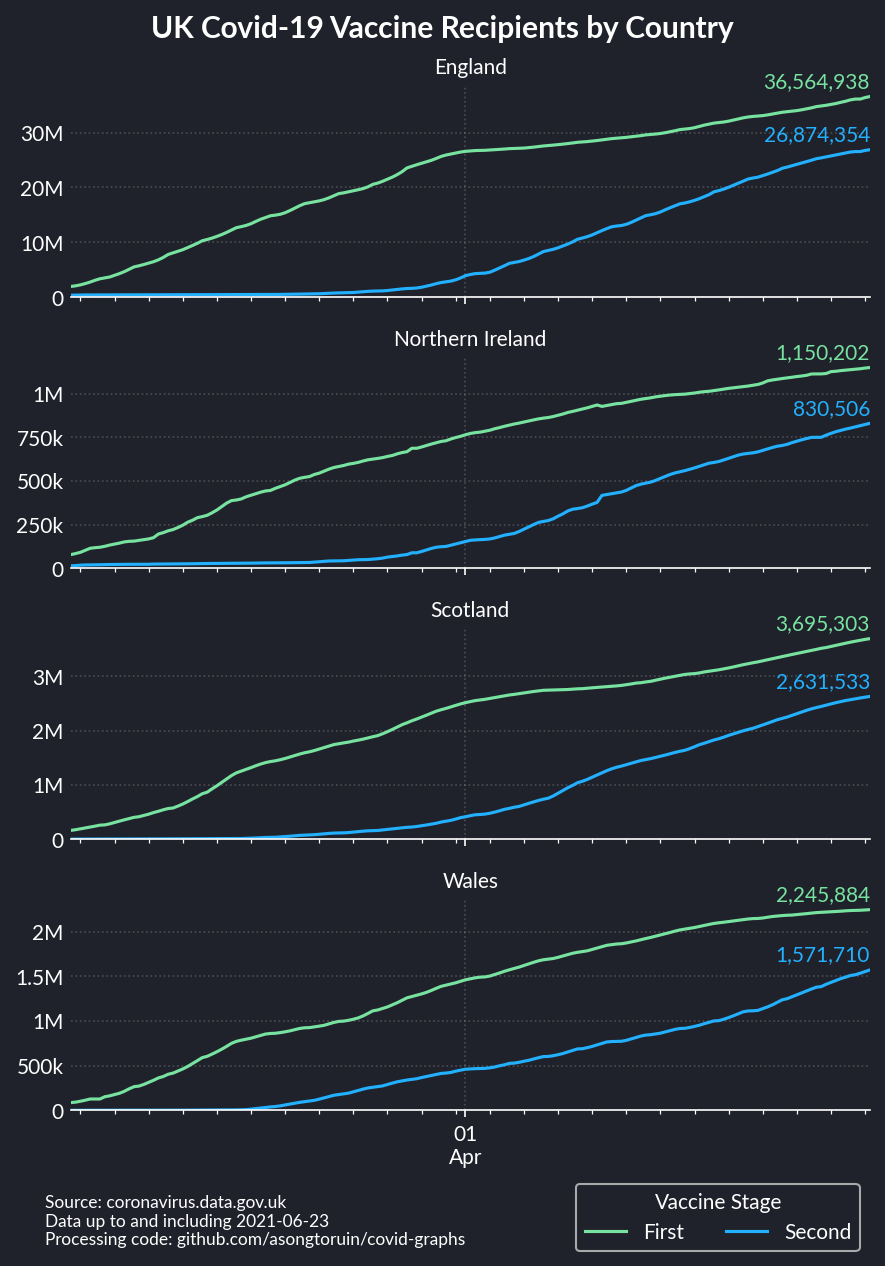 UK Covid-19 Vaccine Recipients by Country
England
36,564,938
30M
26,874,354
20M
10M
0
Northern Ireland
1,150,202
1M
830,506
750k
500k
250k
0
Scotland
3,695,303
3M
2,631,533
2M
1M
0
Wales
2,245,884
2M
1,571,710
1.5M
1M
500k
0
01
Apr
Source: coronavirus.data.gov.uk
Data up to and including 2021-06-23
Processing code: github.com/asongtoruin/covid-graphs
Vaccine Stage
First Second